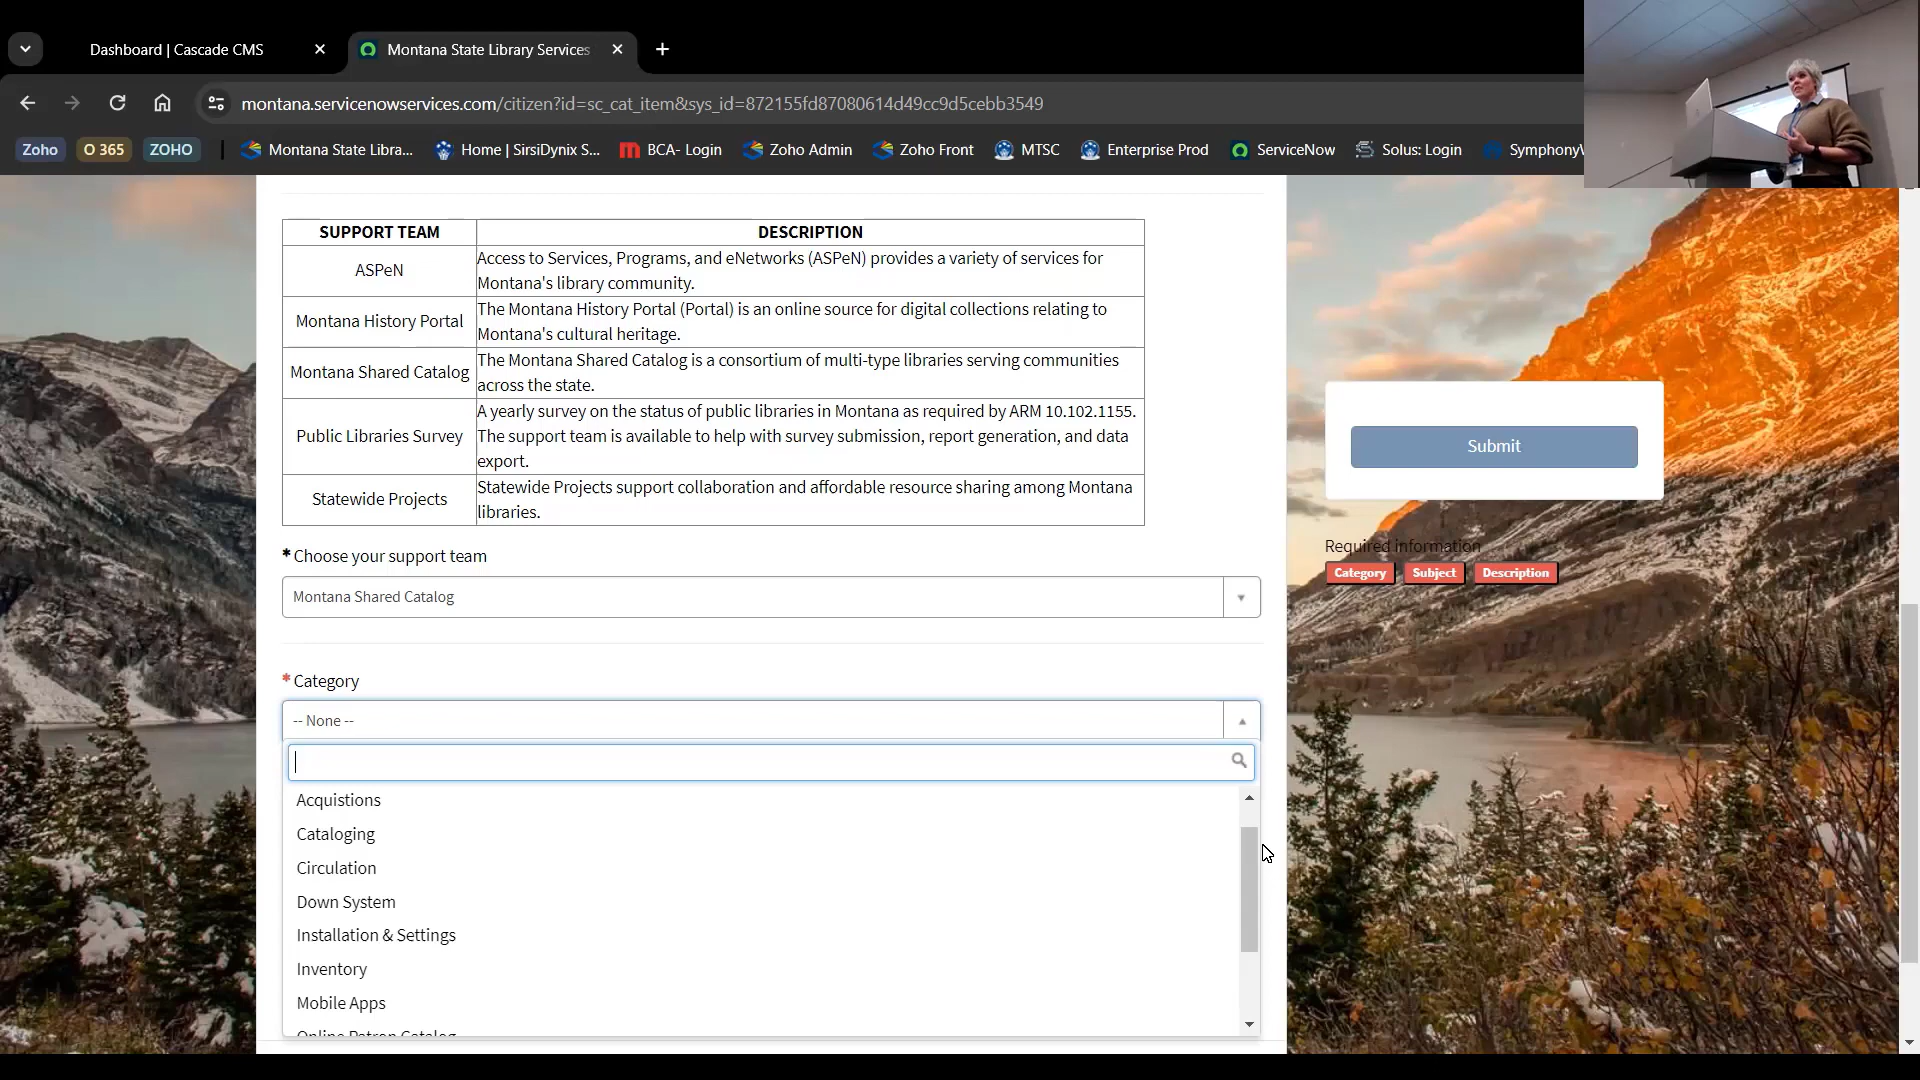 Dashboard | Cascade CMS
Montana State Library Services
montana.servicenowservices.com/citizen?id=sc_cat_item&sys_id=872155fd87080614d49cc9d5cebb3549
Zoho
O 365
ZOHO
Montana State Libra...
Home | SirsiDynix S...
BCA- Login
Zoho Admin
Zoho Front
MTSC
Enterprise Prod
ServiceNow
Solus: Login
SUPPORT TEAM
DESCRIPTION
ASPeN
Access to Services, Programs, and eNetworks (ASPeN) provides a variety of services for
Montana's library community.
Montana History Portal
The Montana History Portal (Portal) is an online source for digital collections relating to
Montana's cultural heritage.
Montana Shared Catalog
The Montana Shared Catalog is a consortium of multi-type libraries serving communities
across the state.
Public Libraries Survey
A yearly survey on the status of public libraries in Montana as required by ARM 10.102.1155.
The support team is available to help with survey submission, report generation, and data
export.
Statewide Projects
Statewide Projects support collaboration and affordable resource sharing among Montana
libraries.
* Choose your support team
Montana Shared Catalog
* Category
-- None --
Acquistions
Cataloging
Circulation
Down System
Installation & Settings
Inventory
Mobile Apps
Online Patron Catalog
Submit
Required information
Category
Subject
Description